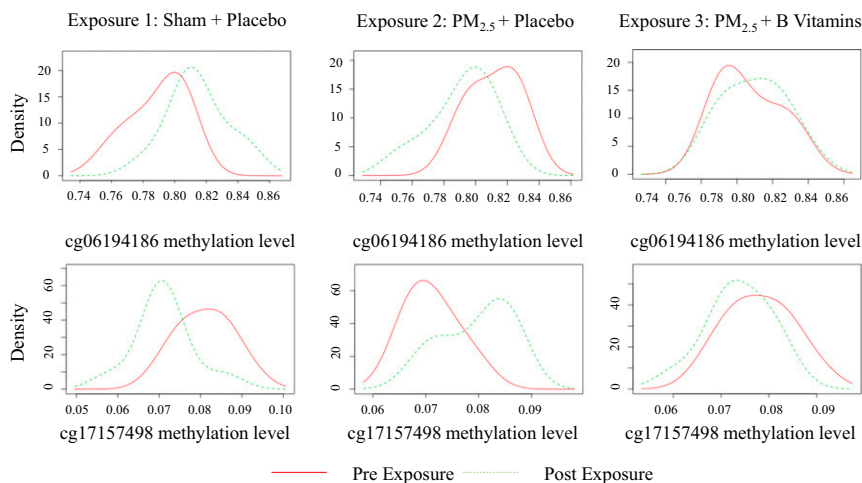 Exposure 1: Sham + Placebo
Exposure 2: PM2.5 + Placebo
Exposure 3: PM2.5 + B Vitamins
Density
0 5 10 15 20
0.74 0.76 0.78 0.80 0.82 0.84 0.86
cg06194186 methylation level
0 5 10 15 20
0.74 0.76 0.78 0.80 0.82 0.84 0.86
cg06194186 methylation level
0 5 10 15 20
0.74 0.76 0.78 0.80 0.82 0.84 0.86
cg06194186 methylation level
Density
0 20 40 60
0.05 0.06 0.07 0.08 0.09 0.10
cg17157498 methylation level
0 20 40 60
0.06 0.07 0.08 0.09
cg17157498 methylation level
0 20 40
0.06 0.07 0.08 0.09
cg17157498 methylation level
Pre Exposure
Post Exposure